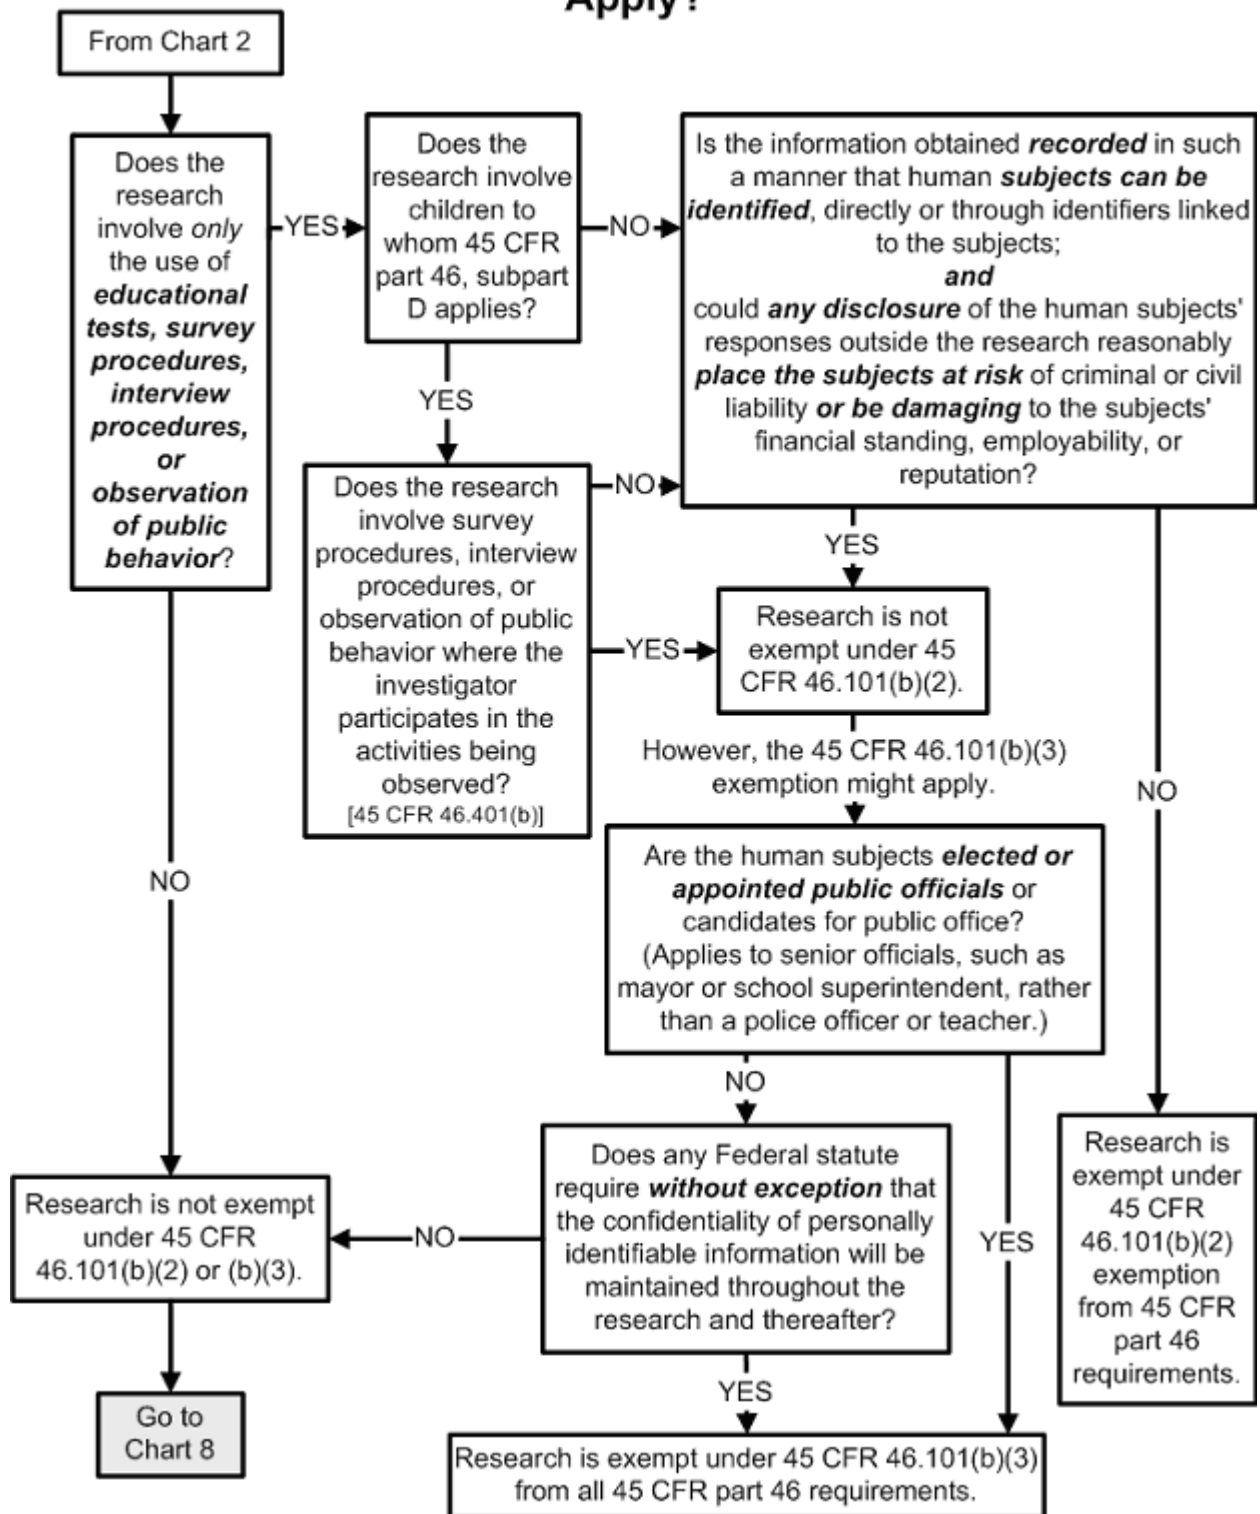 Apply?
From Chart 2
Does the
research
involve only
the use of
educational
tests, survey
procedures,
interview
procedures,
or
observation
of public
behavior?
YES
Does the
research involve
children to
whom 45 CFR
part 46, subpart
D applies?
NO
Is the information obtained recorded in such
a manner that human subjects can be
identified, directly or through identifiers linked
to the subjects;
and
could any disclosure of the human subjects'
responses outside the research reasonably
place the subjects at risk of criminal or civil
liability or be damaging to the subjects'
financial standing, employability, or
reputation?
YES
Does the research
involve survey
procedures, interview
procedures, or
observation of public
behavior where the
investigator
participates in the
activities being
observed?
[45 CFR 46.401(b)]
NO
YES
YES
Research is not
exempt under 45
CFR 46.101(b)(2).
However, the 45 CFR 46.101(b)(3)
exemption might apply.
NO
NO
Are the human subjects elected or
appointed public officials or
candidates for public office?
(Applies to senior officials, such as
mayor or school superintendent, rather
than a police officer or teacher.)
NO
YES
Does any Federal statute
require without exception that
the confidentiality of personally
identifiable information will be
maintained throughout the
research and thereafter?
NO
Research is not exempt
under 45 CFR
46.101(b)(2) or (b)(3).
Research is
exempt under
45 CFR
46.101(b)(2)
exemption
from 45 CFR
part 46
requirements.
YES
Go to
Chart 8
Research is exempt under 45 CFR 46.101(b)(3)
from all 45 CFR part 46 requirements.